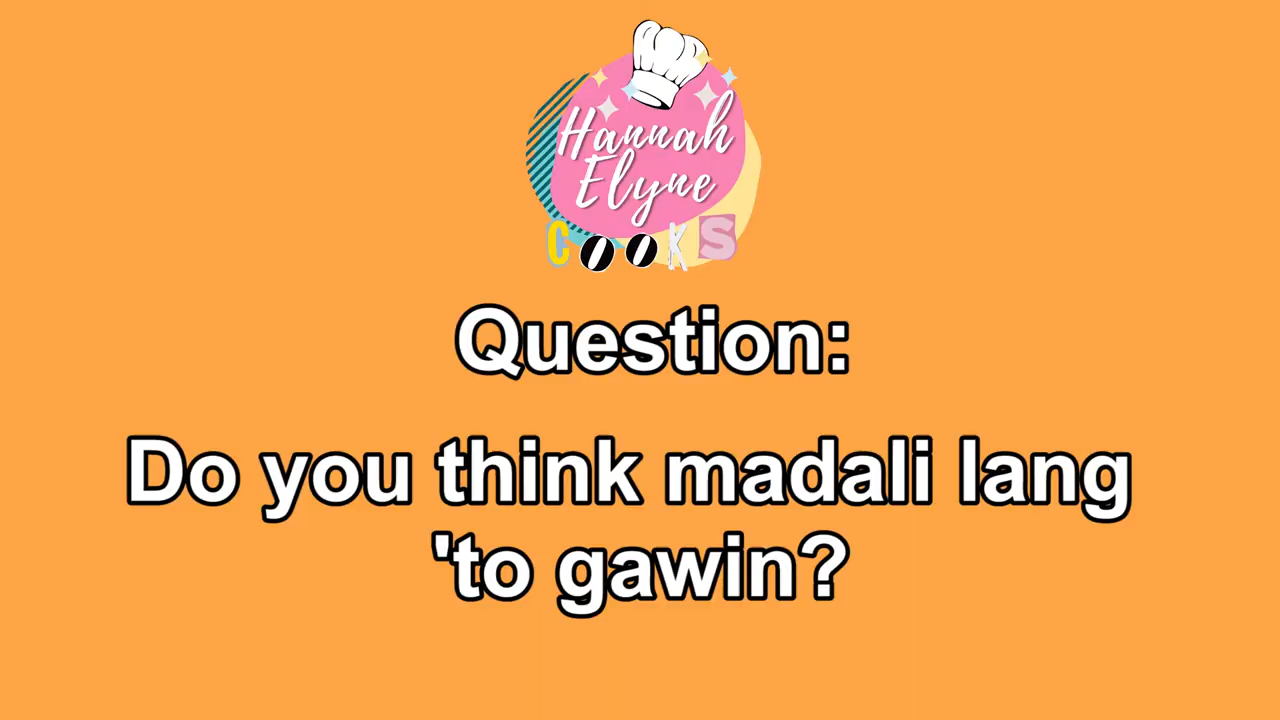 Hannah
Elyne
COOKS
Question:
Do you think madali lang
'to gawin?